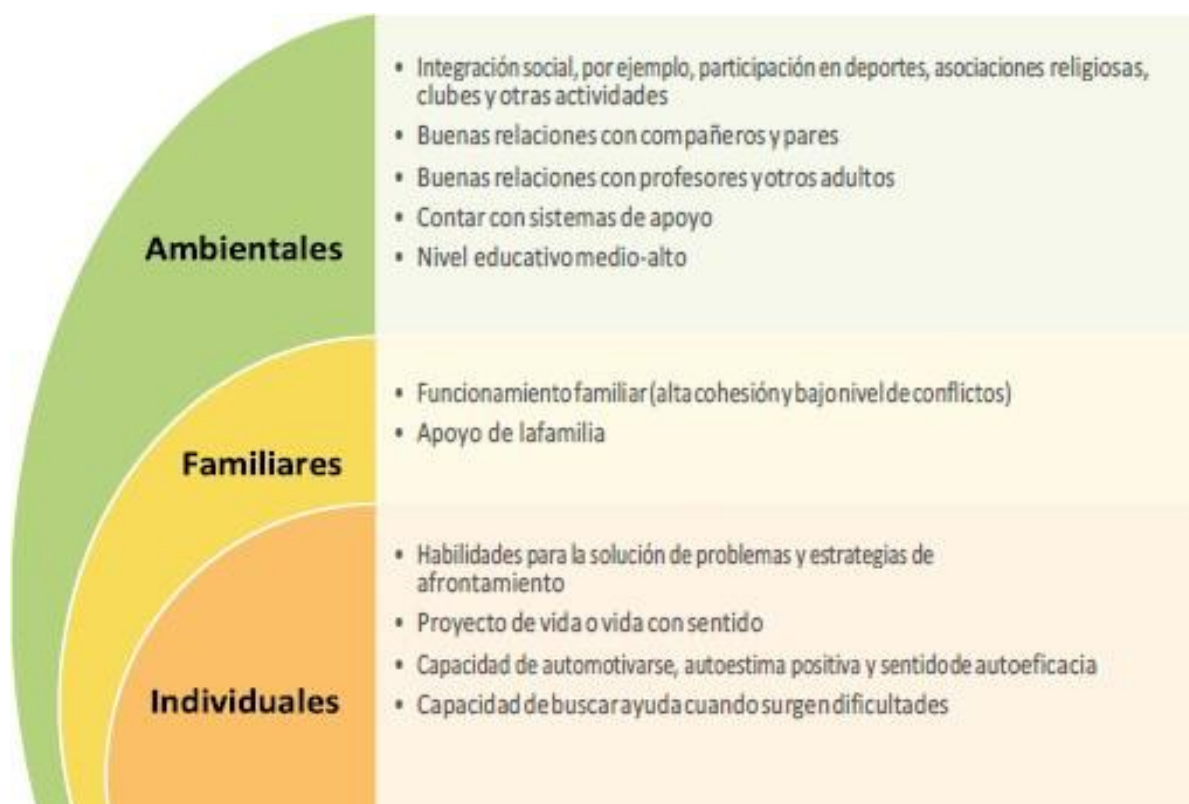 • Integración social, por ejemplo, participación en deportes, asociaciones religiosas,
clubes y otras actividades
• Buenas relaciones con compañeros y pares
• Buenas relaciones con profesores y otros adultos
• Contar con sistemas de apoyo
• Nivel educativo medio-alto
Ambientales
• Funcionamiento familiar (alta cohesión y bajo nivel de conflictos)
• Apoyo de lafamilia
Familiares
• Habilidades para la solución de problemas y estrategias de
afrontamiento
• Proyecto de vida o vida con sentido
• Capacidad de automotivarse, autoestima positiva y sentido de autoeficacia
• Capacidad de buscar ayuda cuando surgen dificultades
Individuales